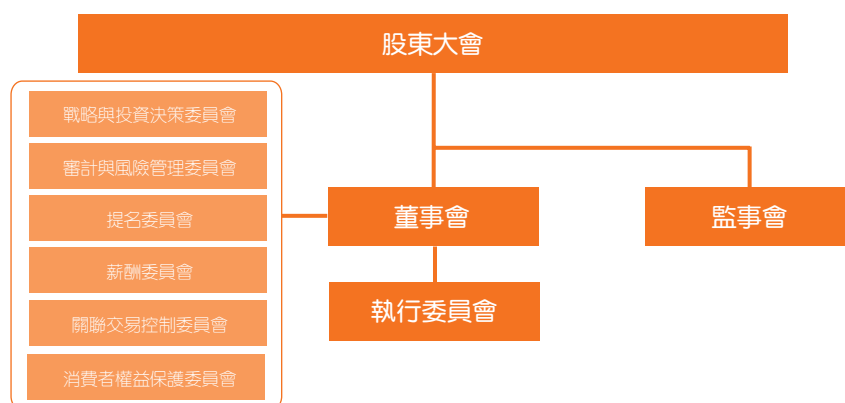 股東大會
戰略與投資決策委員會
審計與風險管理委員會
提名委員會
薪酬委員會
關聯交易控制委員會
消費者權益保護委員會
董事會
監事會
執行委員會